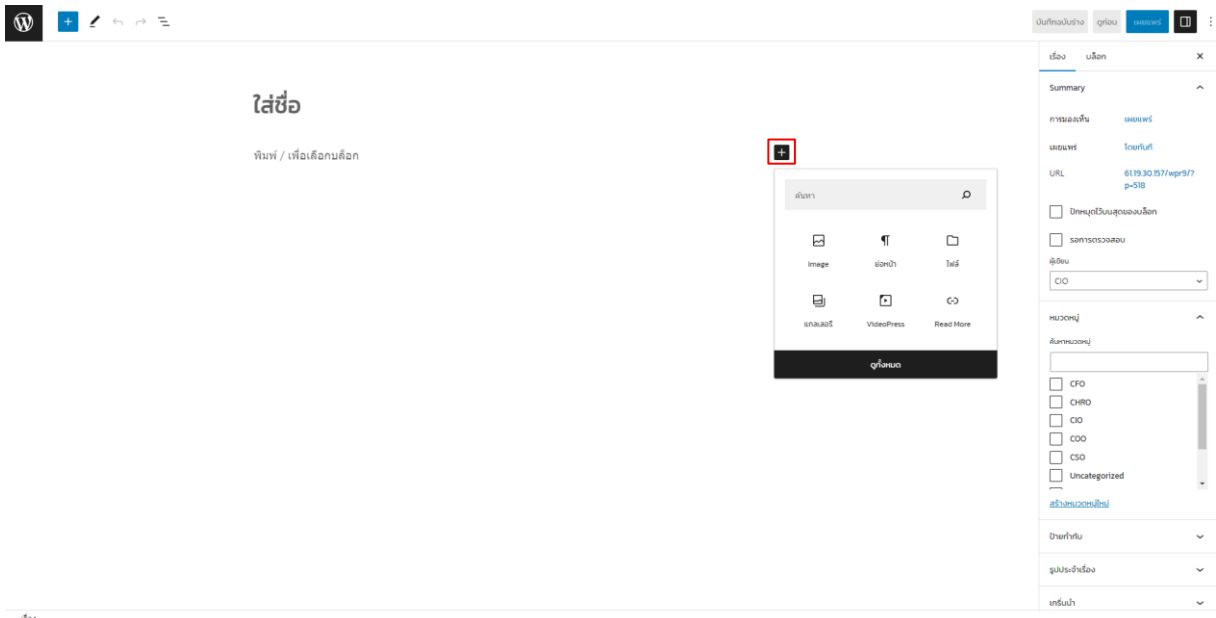 บันทึกฉบับร่าง ดูก่อน เผยแพร่
เรื่อง บล็อก
ใส่ชื่อ
พิมพ์ / เพื่อเลือกบล็อก
ค้นหา
Image ย่อหน้า ไฟล์
แกลเลอรี VideoPress Read More
ดูทั้งหมด
Summary
การมองเห็น เผยแพร่
เผยแพร่ โดยทันที
URL 61.19.30.157/wpr9/?
p=518
ปักหมุดไว้บนสุดของบล็อก
รอการตรวจสอบ
ผู้เขียน
CIO
หมวดหมู่
ค้นหาหมวดหมู่
CFO
CHRO
CIO
COO
CSO
Uncategorized
สร้างหมวดหมู่ใหม่
ป้ายกำกับ
รูปประจำเรื่อง
เกริ่นนำ
เรื่อง